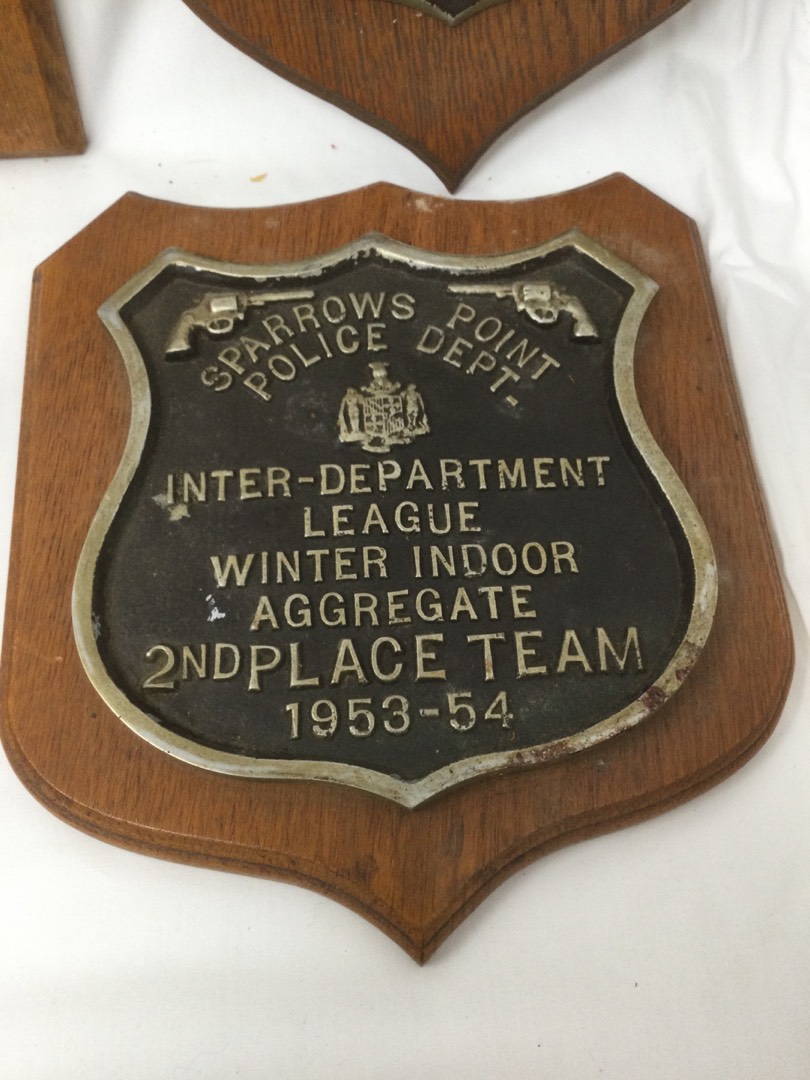 SPARROWS POINT
POLICE DEPT-
INTER-DEPARTMENT
LEAGUE
WINTER INDOOR
AGGREGATE
2ND PLACE TEAM
1953-54